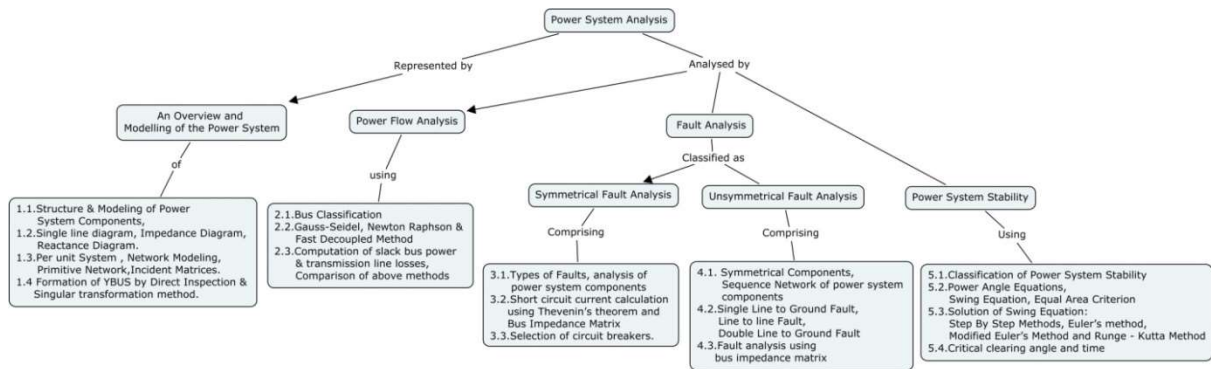 Power System Analysis
Represented by
Analysed by
An Overview and
Modelling of the Power System
Power Flow Analysis
Fault Analysis
of
using
Classified as
Symmetrical Fault Analysis
Unsymmetrical Fault Analysis
Power System Stability
Comprising
Comprising
Using
1.1.Structure & Modeling of Power
System Components,
1.2.Single line diagram, Impedance Diagram,
Reactance Diagram.
1.3.Per unit System , Network Modeling,
Primitive Network,Incident Matrices.
1.4 Formation of YBUS by Direct Inspection &
Singular transformation method.
2.1.Bus Classification
2.2.Gauss-Seidel, Newton Raphson &
Fast Decoupled Method
2.3.Computation of slack bus power
& transmission line losses,
Comparison of above methods
3.1.Types of Faults, analysis of
power system components
3.2.Short circuit current calculation
using Thevenin's theorem and
Bus Impedance Matrix
3.3.Selection of circuit breakers.
4.1. Symmetrical Components,
Sequence Network of power system
components
4.2.Single Line to Ground Fault,
Line to line Fault,
Double Line to Ground Fault
4.3.Fault analysis using
bus impedance matrix
5.1.Classification of Power System Stability
5.2.Power Angle Equations,
Swing Equation, Equal Area Criterion
5.3.Solution of Swing Equation:
Step By Step Methods, Euler's method,
Modified Euler's Method and Runge - Kutta Method
5.4.Critical clearing angle and time